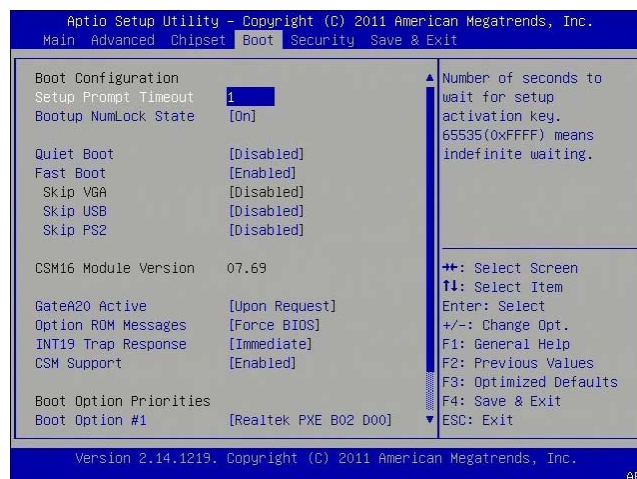 Aptio Setup Utility – Copyright (C) 2011 American Megatrends, Inc.
Main Advanced Chipset Boot Security Save & Exit
Boot Configuration
Setup Prompt Timeout 1
Bootup NumLock State [On]
Quiet Boot [Disabled]
Fast Boot [Enabled]
Skip VGA [Disabled]
Skip USB [Disabled]
Skip PS2 [Disabled]
CSM16 Module Version 07.69
GateA20 Active [Upon Request]
Option ROM Messages [Force BIOS]
INT19 Trap Response [Immediate]
CSM Support [Enabled]
Boot Option Priorities
Boot Option #1 [Realtek PXE B02 D00]
Number of seconds to
wait for setup
activation key.
65535(0xFFFF) means
indefinite waiting.
→←: Select Screen
↑↓: Select Item
Enter: Select
+/-: Change Opt.
F1: General Help
F2: Previous Values
F3: Optimized Defaults
F4: Save & Exit
ESC: Exit
Version 2.14.1219. Copyright (C) 2011 American Megatrends, Inc.